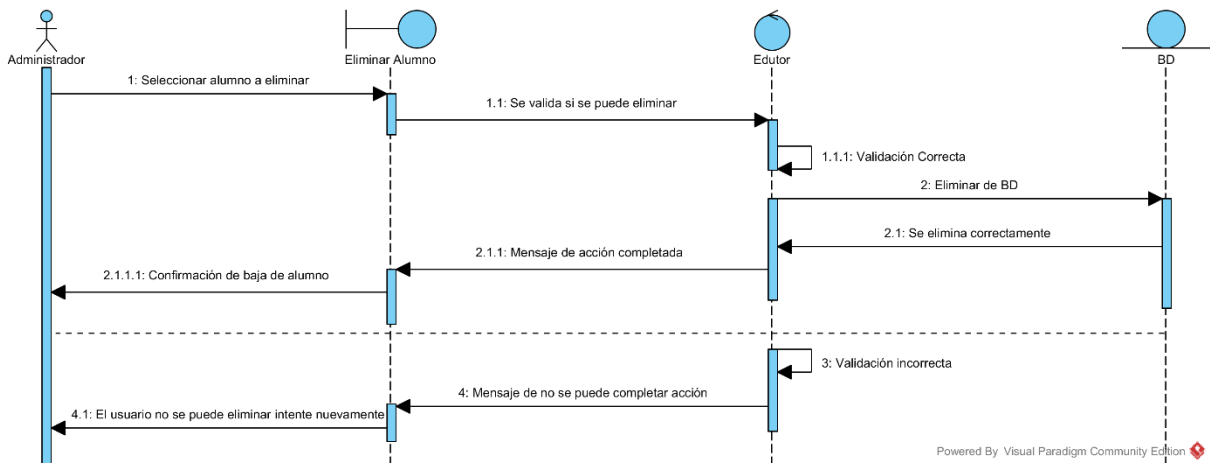 Administrador
Eliminar Alumno
Edutor
BD
1: Seleccionar alumno a eliminar
1.1: Se valida si se puede eliminar
1.1.1: Validación Correcta
2: Eliminar de BD
2.1: Se elimina correctamente
2.1.1: Mensaje de acción completada
2.1.1.1: Confirmación de baja de alumno
3: Validación incorrecta
4: Mensaje de no se puede completar acción
4.1: El usuario no se puede eliminar intente nuevamente
Powered By Visual Paradigm Community Edition